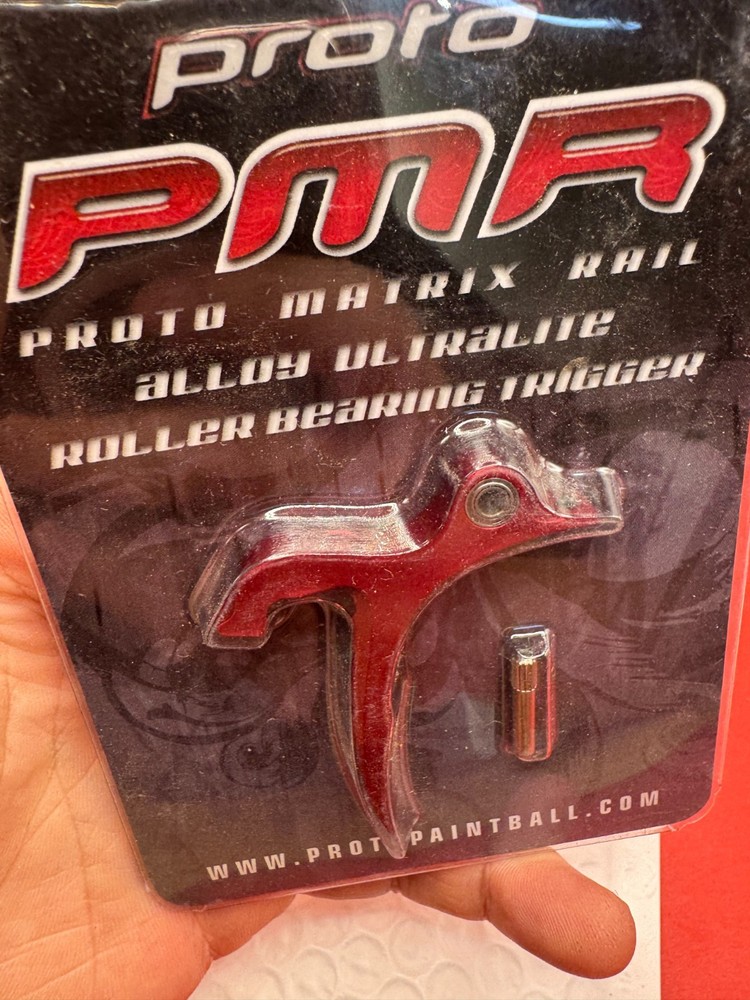 proto
PMR
PROTO MATRIX RAIL
ALLOY ULTRALITE
ROLLER BEARING TRIGGER
WWW.PROTOPAINTBALL.COM